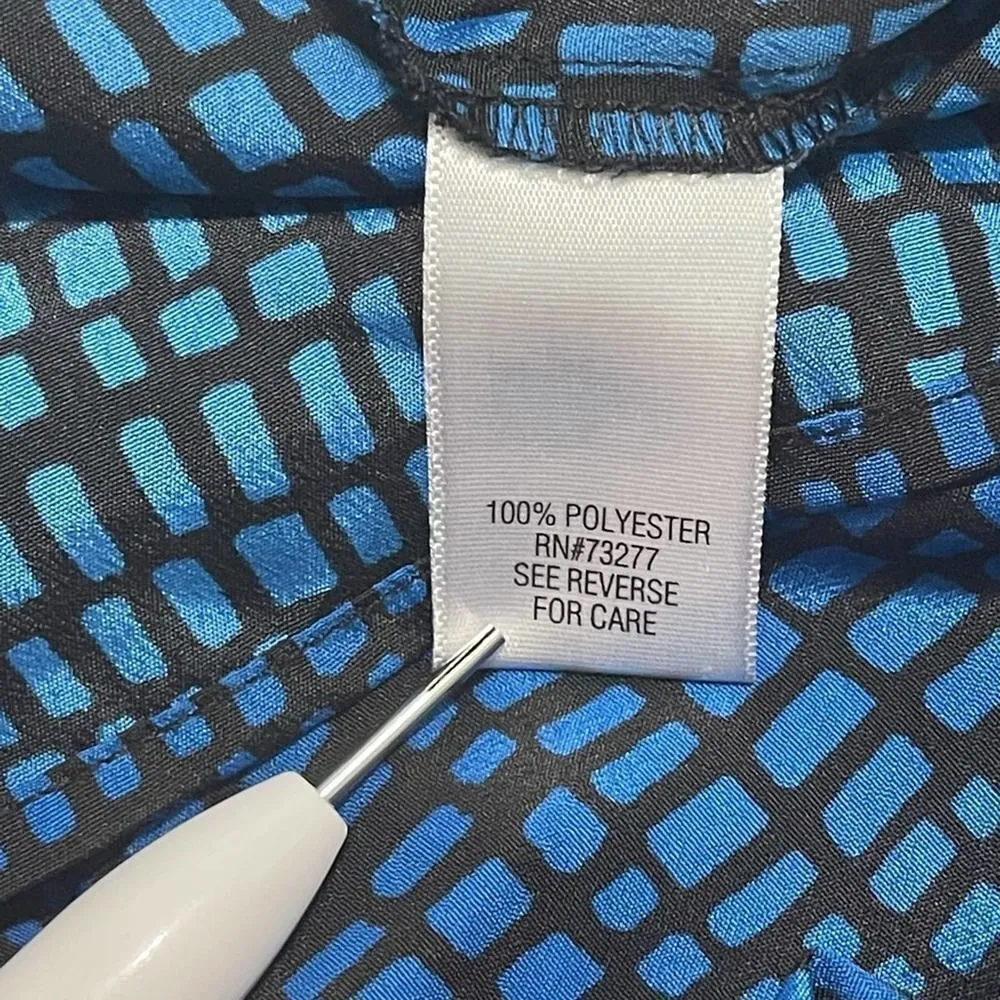 100% POLYESTER
RN#73277
SEE REVERSE
FOR CARE